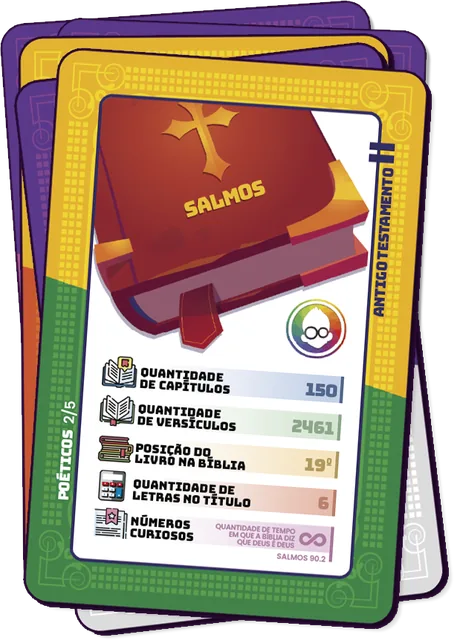 SALMOS
ANTIGO TESTAMENTO
POÉTICOS 2/5
QUANTIDADE
DE CAPÍTULOS
150
QUANTIDADE
DE VERSÍCULOS
2461
POSIÇÃO DO
LIVRO NA BÍBLIA
19º
QUANTIDADE DE
LETRAS NO TÍTULO
6
NÚMEROS
CURIOSOS
QUANTIDADE DE TEMPO
EM QUE A BÍBLIA DIZ
QUE DEUS É DEUS
∞
SALMOS 90.2